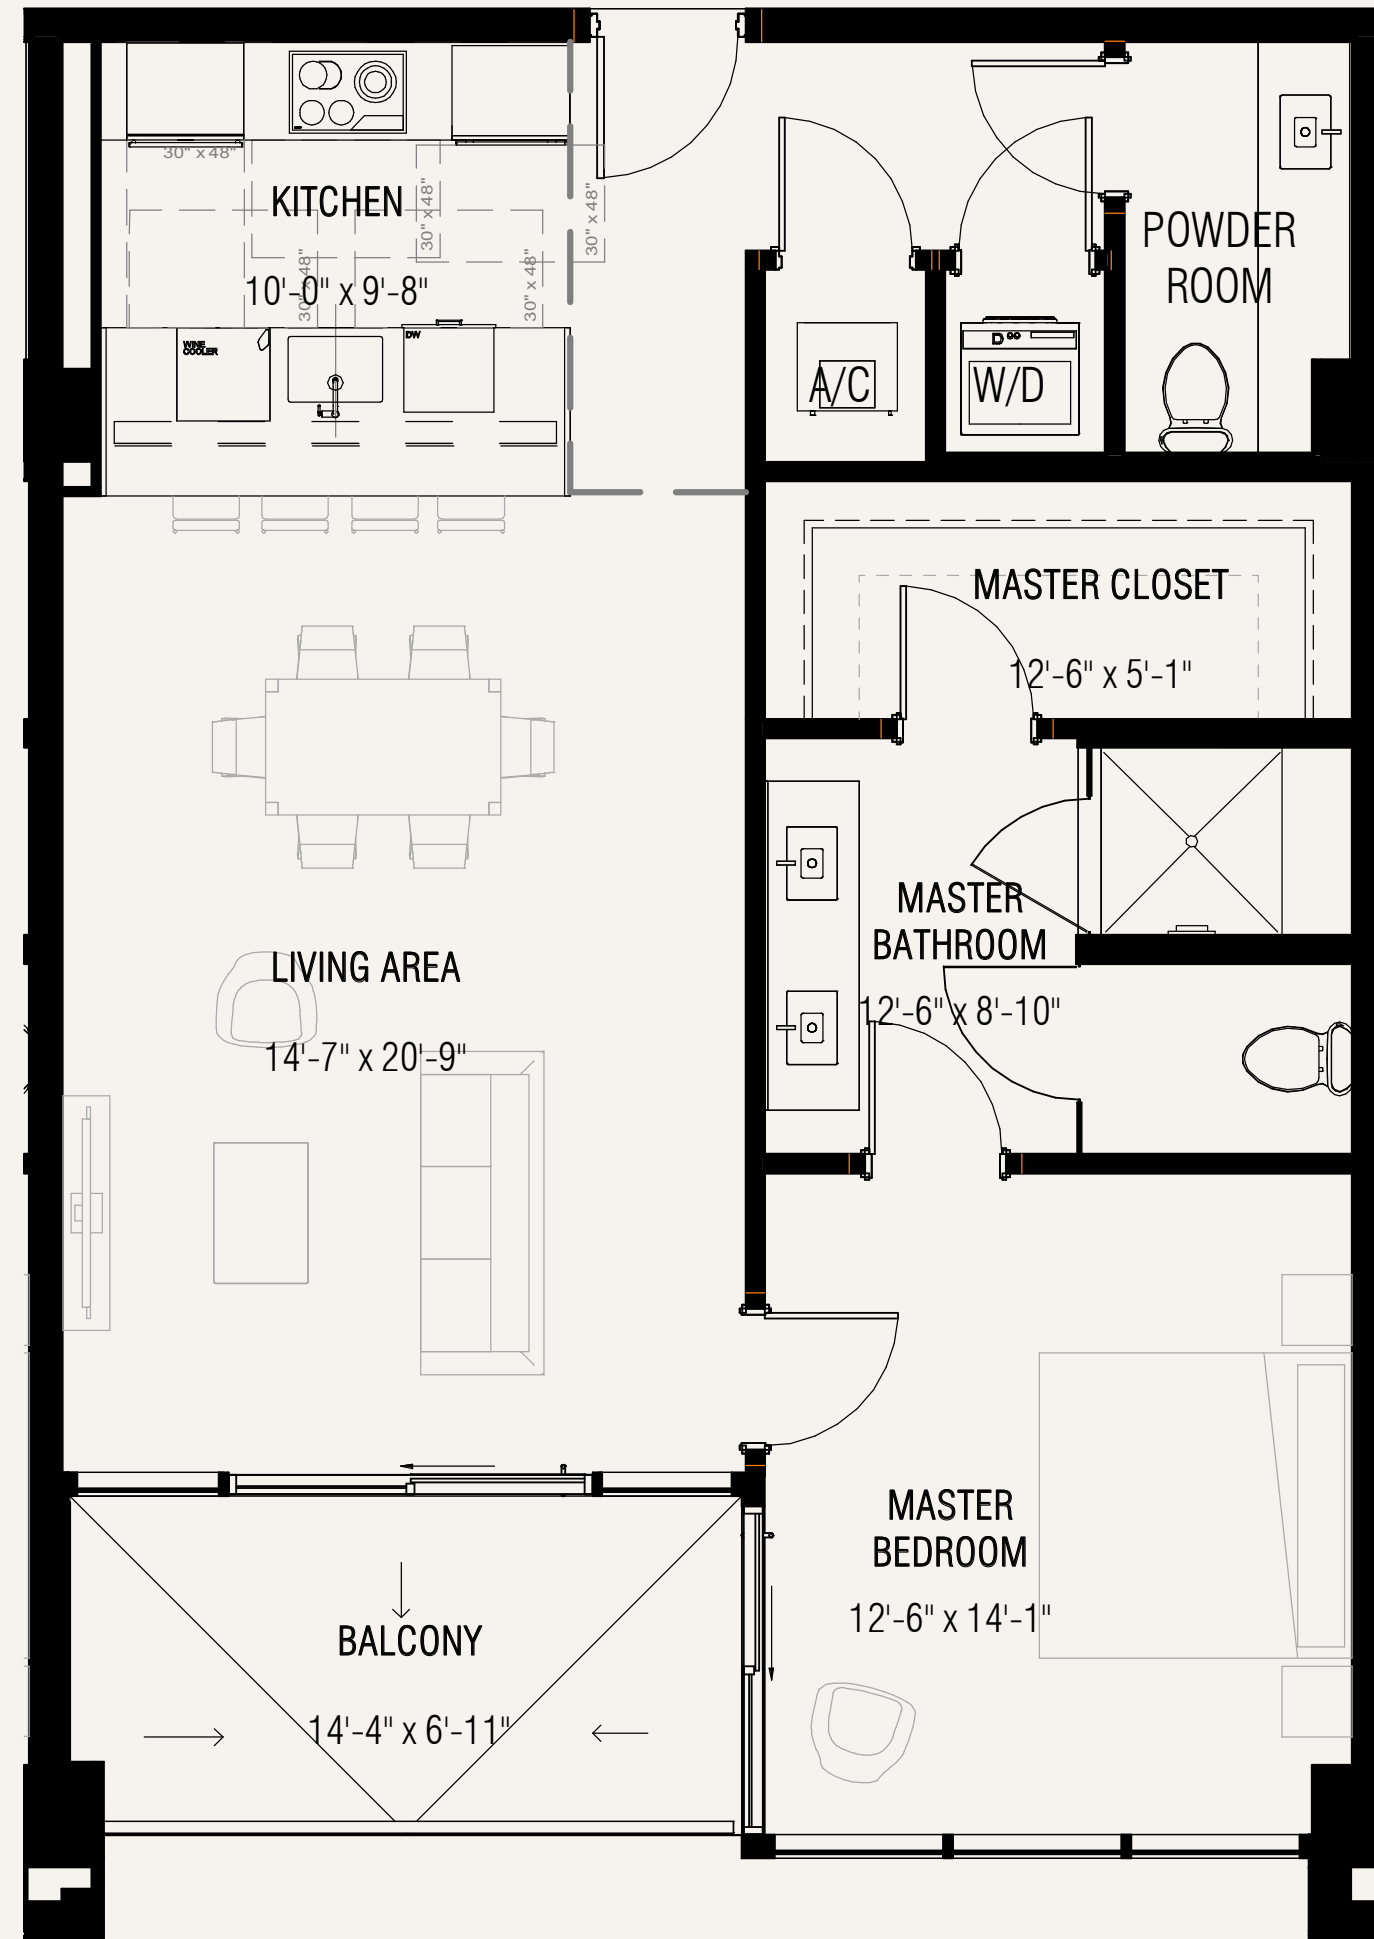 30" x 48"
KITCHEN
30" x 48"
30" x 48"
10'-0" x 9'-8"
30" x 48"
30" x 48"
WINE
COOLER
DW
POWDER
ROOM
A/C
D
W/D
MASTER CLOSET
12'-6" x 5'-1"
MASTER
BATHROOM
12'-6" x 8'-10"
LIVING AREA
14'-7" x 20'-9"
MASTER
BEDROOM
12'-6" x 14'-1"
BALCONY
14'-4" x 6'-11"